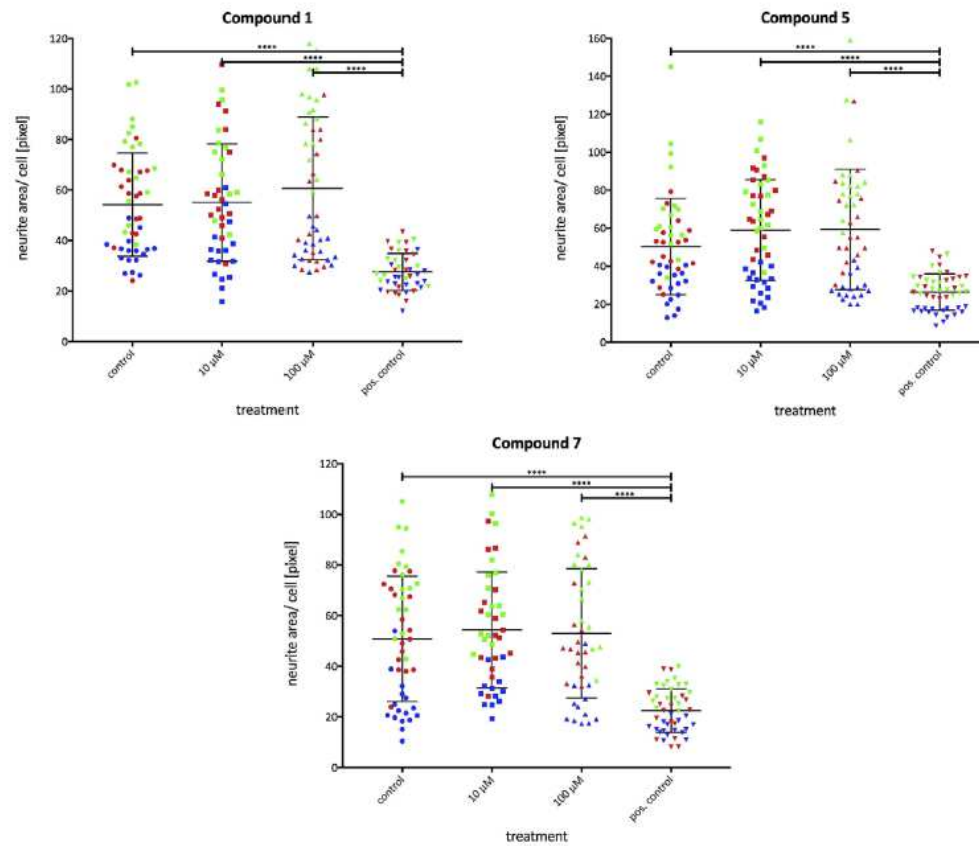 Compound 1
120
100
80
60
40
20
0
neurite area/ cell [pixel]
****
****
****
control
10 µM
100 µM
pos. control
treatment
Compound 5
160
140
120
100
80
60
40
20
0
neurite area/ cell [pixel]
****
****
****
control
10 µM
100 µM
pos. control
treatment
Compound 7
120
100
80
60
40
20
0
neurite area/ cell [pixel]
****
****
****
control
10 µM
100 µM
pos. control
treatment